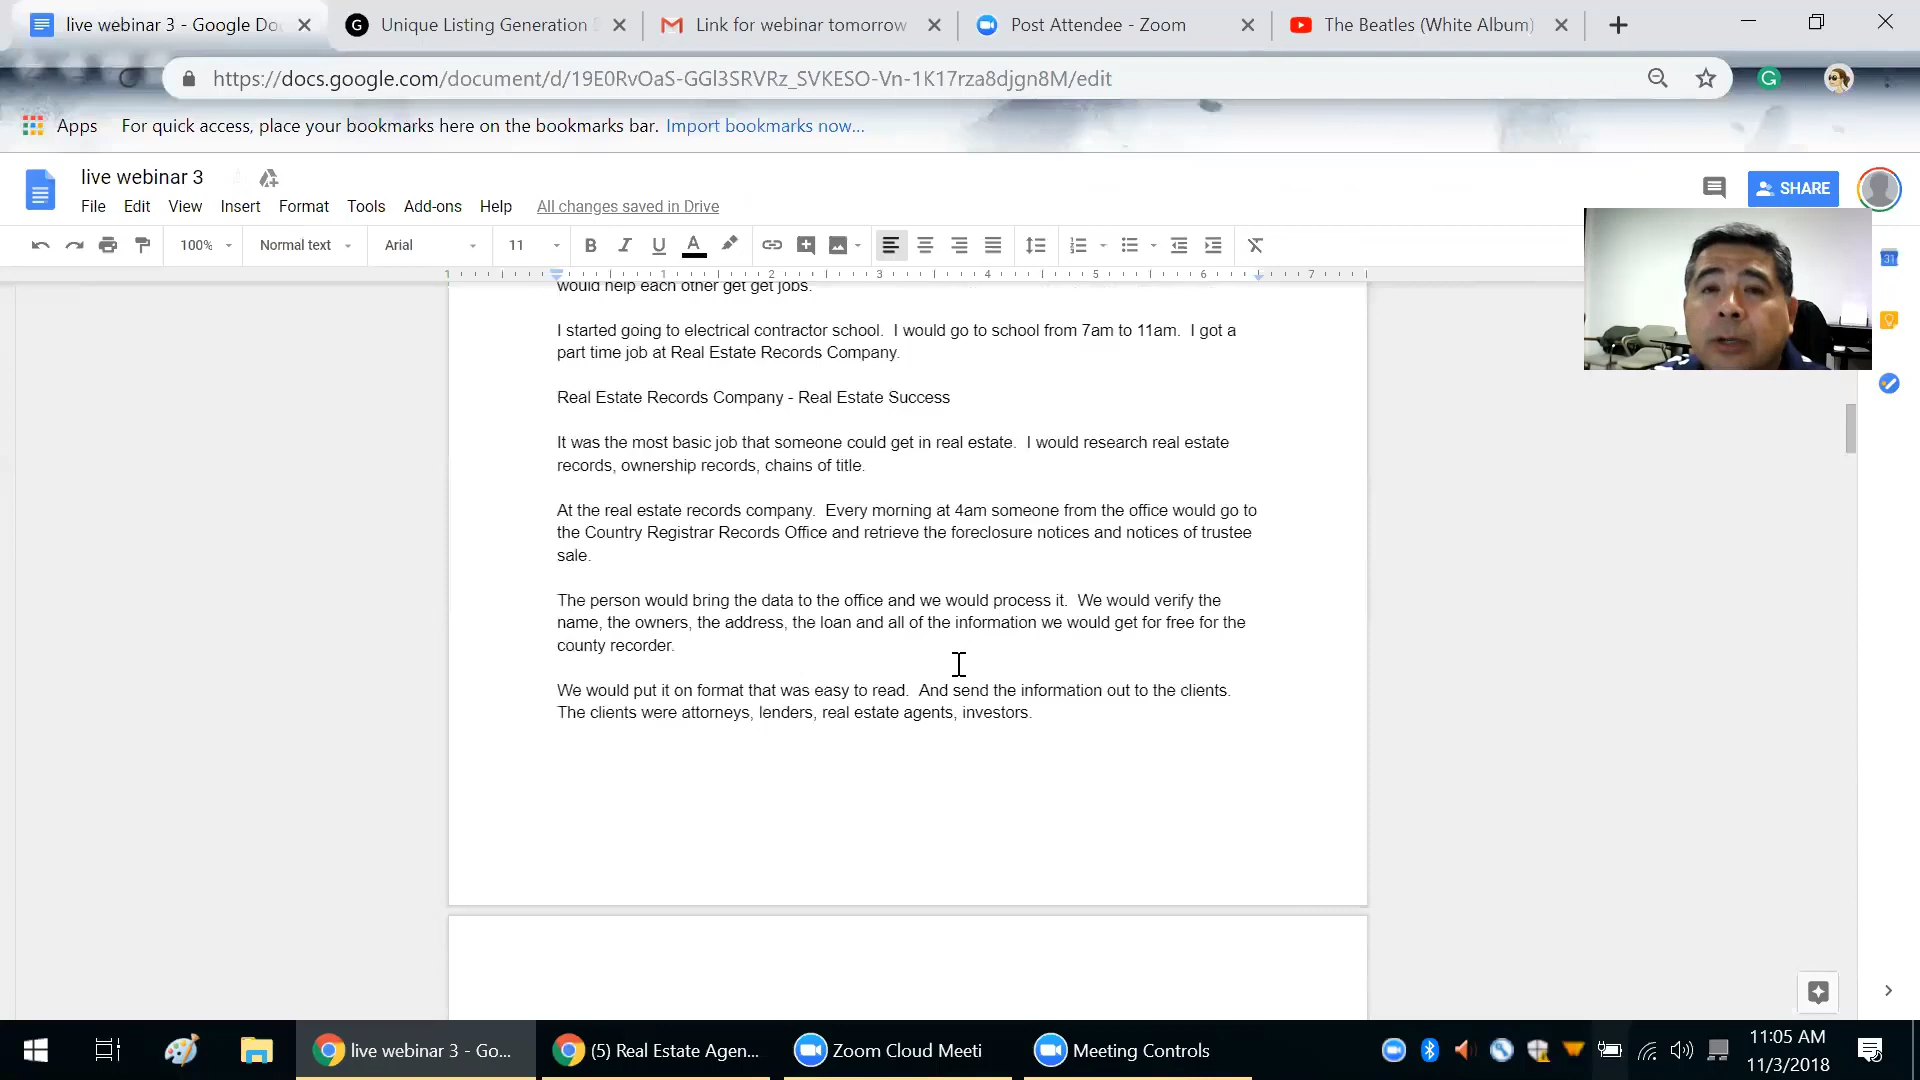 live webinar 3 - Google Do
Unique Listing Generation
Link for webinar tomorrow
Post Attendee - Zoom
The Beatles (White Album)
https://docs.google.com/document/d/19E0RvOaS-GGl3SRVRz_SVKESO-Vn-1K17rza8djgn8M/edit
Apps For quick access, place your bookmarks here on the bookmarks bar. Import bookmarks now...
live webinar 3
SHARE
File Edit View Insert Format Tools Add-ons Help All changes saved in Drive
100% Normal text Arial 11
1 1 2 3 4 5 6 7
31
would help each other get get jobs.
I started going to electrical contractor school. I would go to school from 7am to 11am. I got a
part time job at Real Estate Records Company.
Real Estate Records Company - Real Estate Success
It was the most basic job that someone could get in real estate. I would research real estate
records, ownership records, chains of title.
At the real estate records company. Every morning at 4am someone from the office would go to
the Country Registrar Records Office and retrieve the foreclosure notices and notices of trustee
sale.
The person would bring the data to the office and we would process it. We would verify the
name, the owners, the address, the loan and all of the information we would get for free for the
county recorder.
We would put it on format that was easy to read. And send the information out to the clients.
The clients were attorneys, lenders, real estate agents, investors.
live webinar 3 - Go...
(5) Real Estate Agen...
Zoom Cloud Meeti
Meeting Controls
11:05 AM
11/3/2018